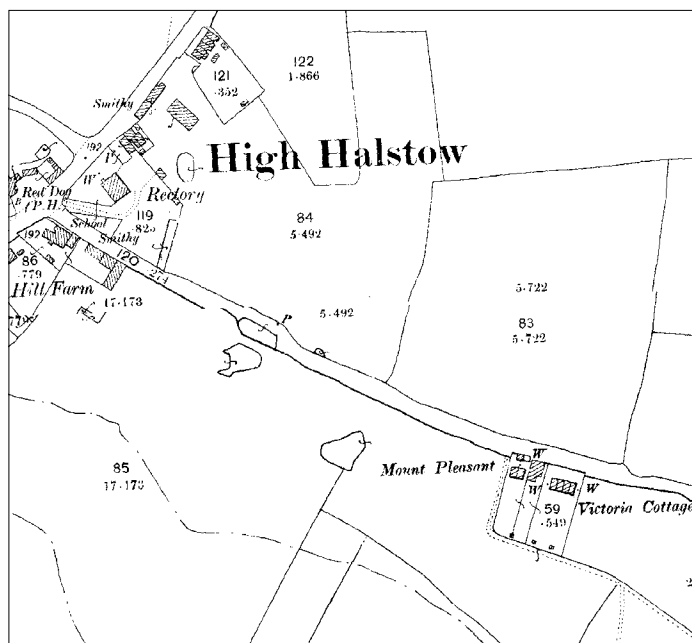 122
1·866
121
·352
Smithy
192
High Halstow
W
Rectory
Red Dog
(P.H.
School
119
84
5·492
Smithy
120
86
·779
Hill Farm
17·173
5·492
P
5·722
83
5·722
85
17·173
Mount Pleasant
W
W
W
59
·549
Victoria Cottage
2